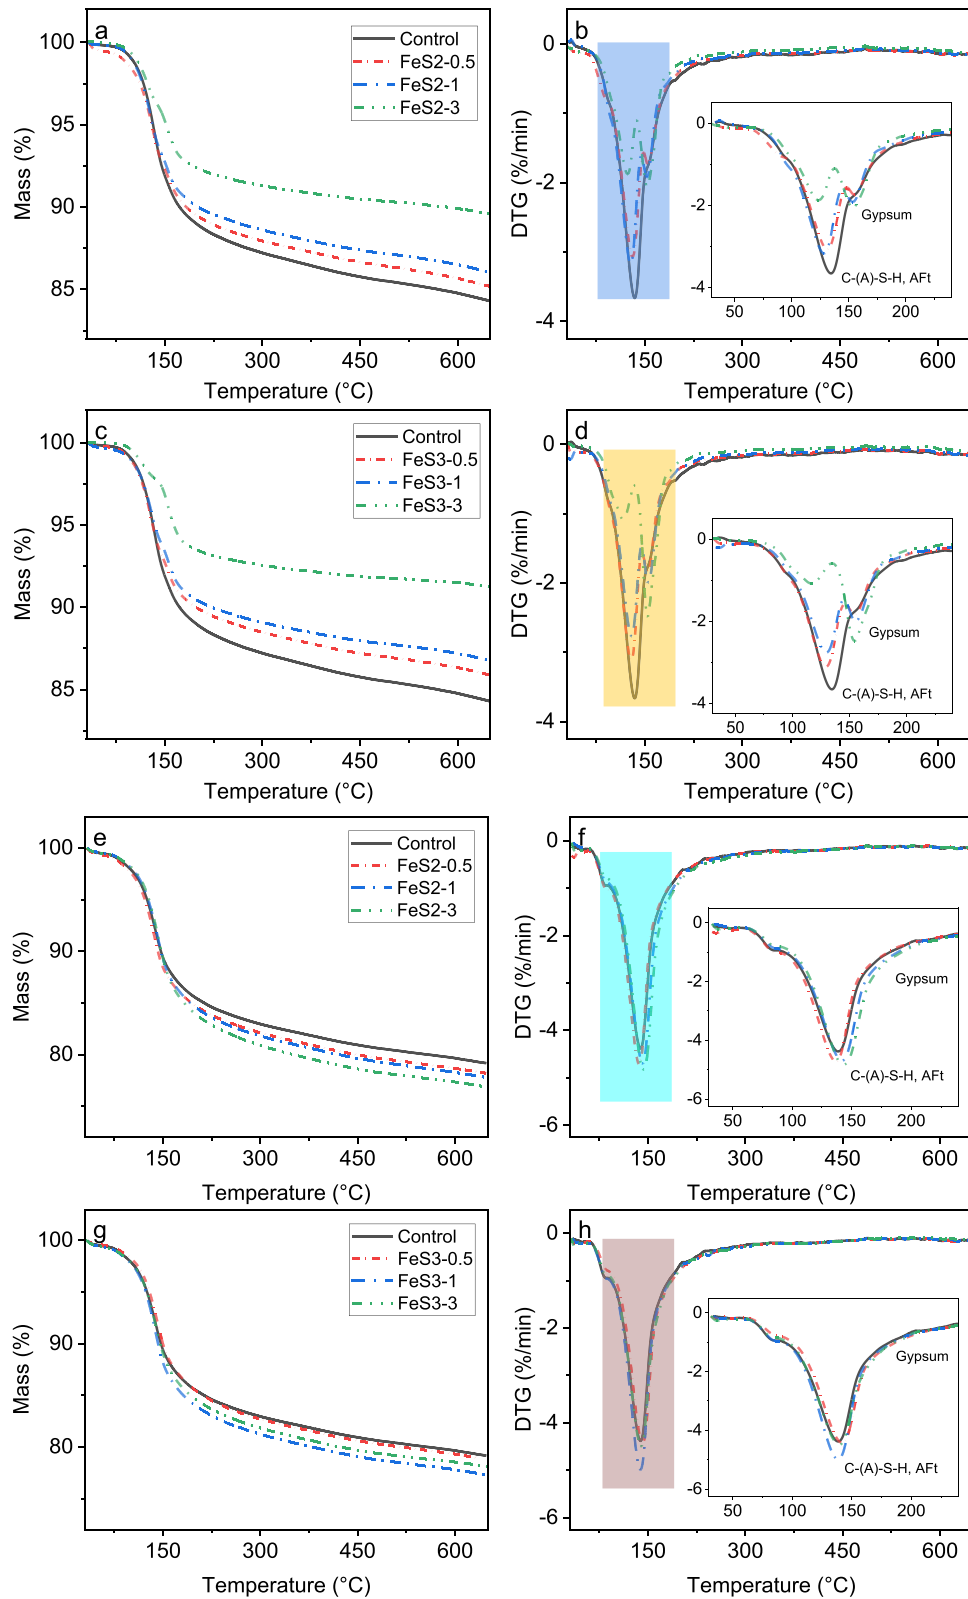 a
Control
FeS2-0.5
FeS2-1
FeS2-3
100
95
90
85
Mass (%)
150 300 450 600
Temperature (°C)
b
0
-2
-4
DTG (%/min)
150 300 450 600
Temperature (°C)
0
-2
-4
50 100 150 200
Gypsum
C-(A)-S-H, AFt
c
Control
FeS3-0.5
FeS3-1
FeS3-3
100
95
90
85
Mass (%)
150 300 450 600
Temperature (°C)
d
0
-2
-4
DTG (%/min)
150 300 450 600
Temperature (°C)
0
-2
-4
50 100 150 200
Gypsum
C-(A)-S-H, AFt
e
Control
FeS2-0.5
FeS2-1
FeS2-3
100
90
80
Mass (%)
150 300 450 600
Temperature (°C)
f
0
-2
-4
-6
DTG (%/min)
150 300 450 600
Temperature (°C)
0
-2
-4
-6
50 100 150 200
Gypsum
C-(A)-S-H, AFt
g
Control
FeS3-0.5
FeS3-1
FeS3-3
100
90
80
Mass (%)
150 300 450 600
Temperature (°C)
h
0
-2
-4
-6
DTG (%/min)
150 300 450 600
Temperature (°C)
0
-2
-4
-6
50 100 150 200
Gypsum
C-(A)-S-H, AFt